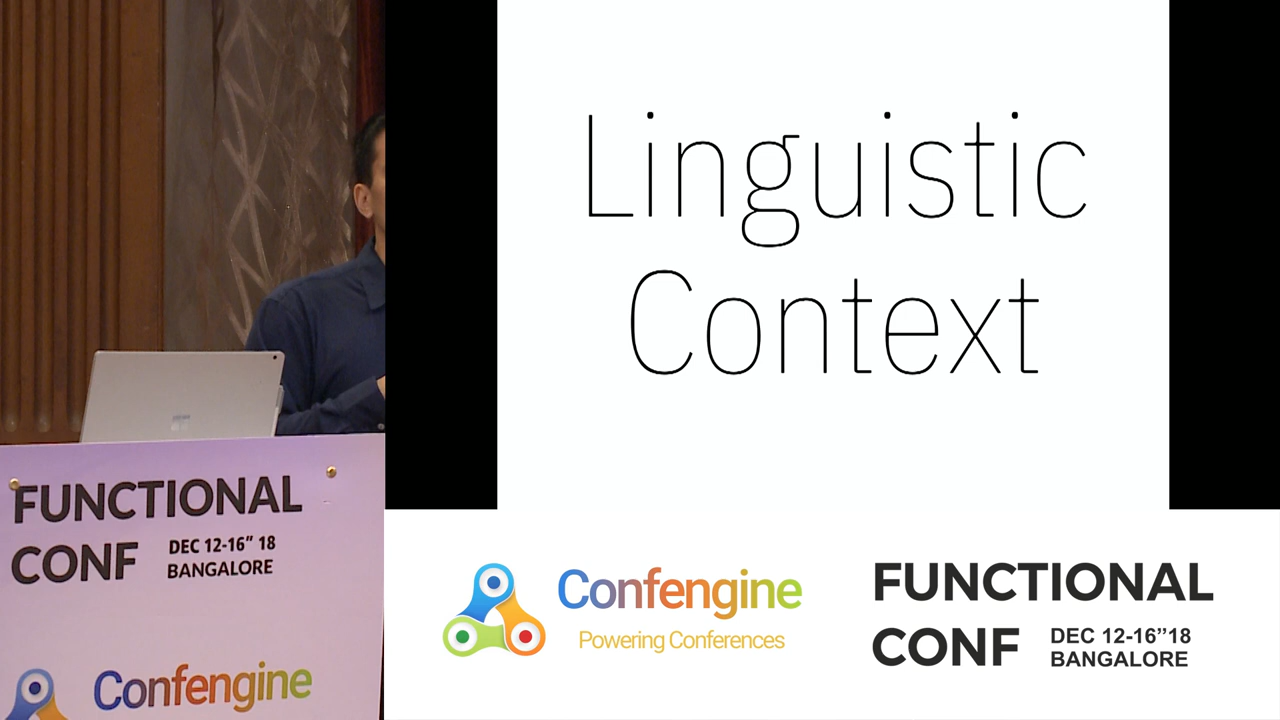 Linguistic
Context
FUNCTIONAL
CONF
DEC 12-16” 18
BANGALORE
Confengine
Confengine
Powering Conferences
FUNCTIONAL
CONF
DEC 12-16”18
BANGALORE